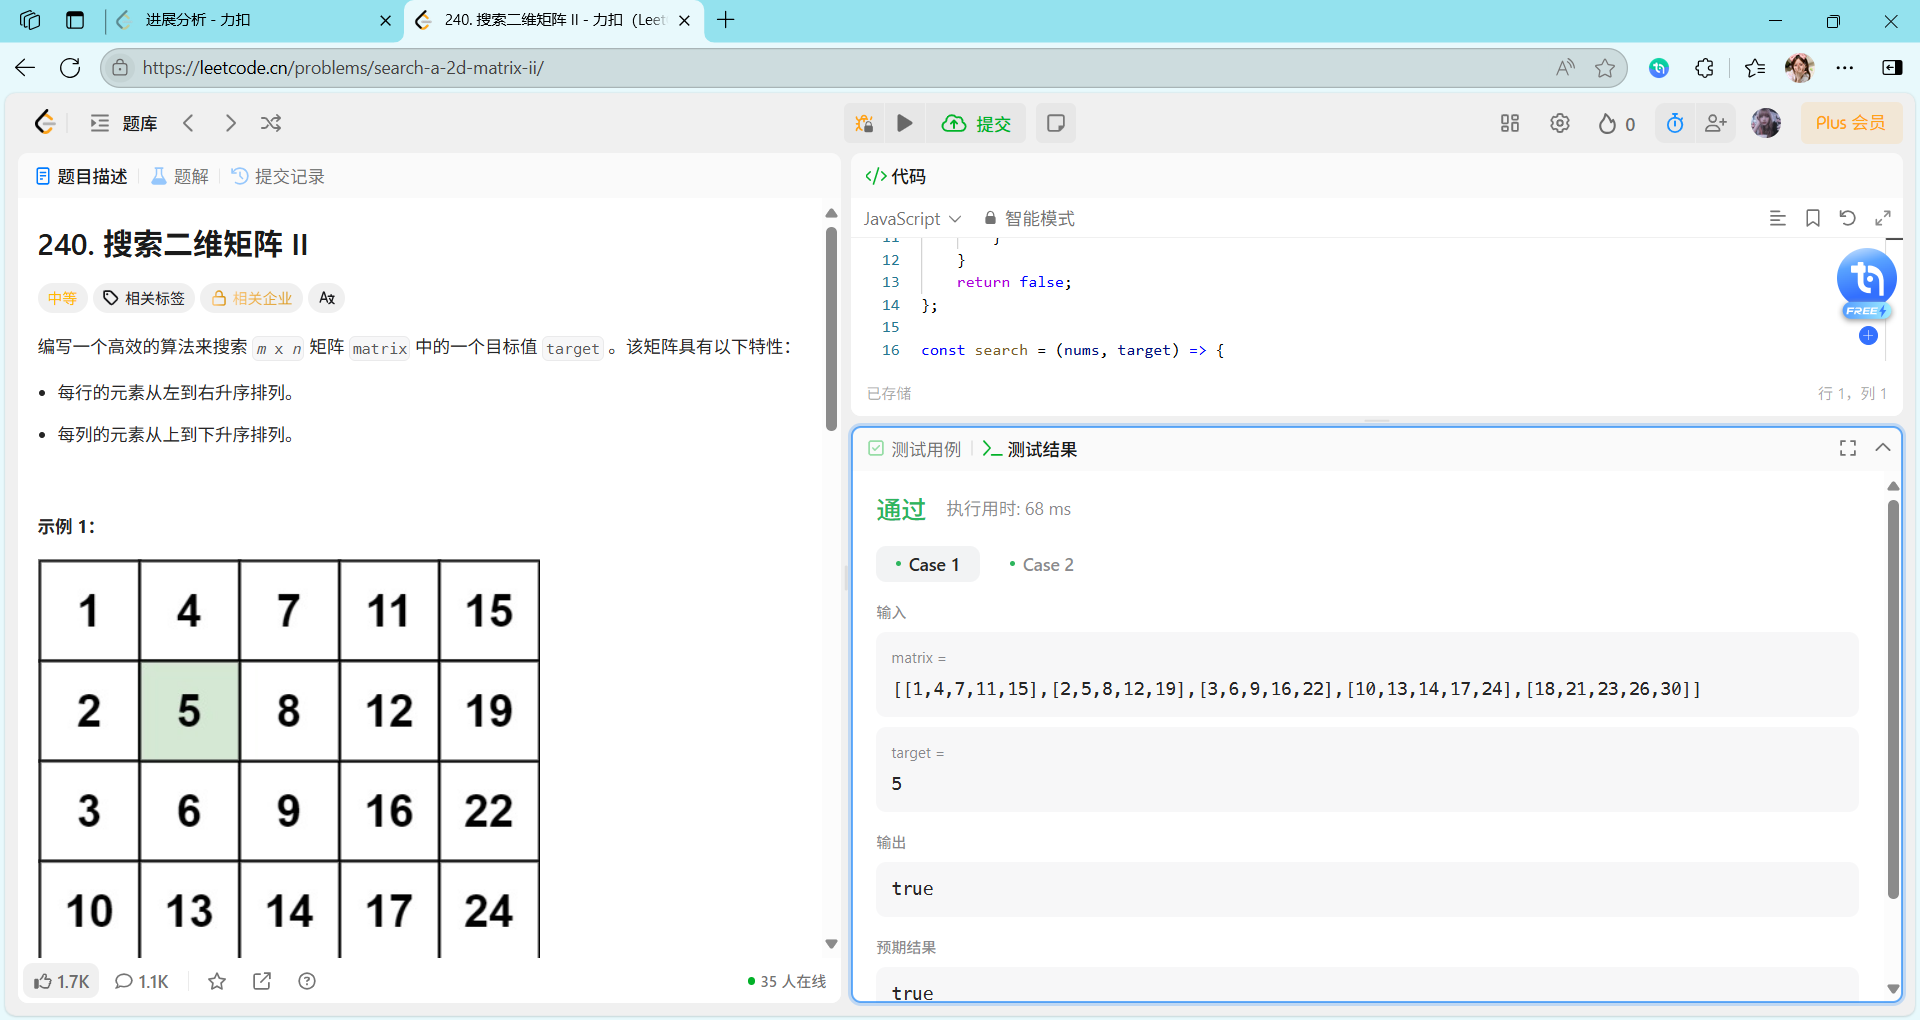 进展分析 - 力扣
240. 搜索二维矩阵 II - 力扣（Leet
https://leetcode.cn/problems/search-a-2d-matrix-ii/
题库
提交
0
Plus 会员
题目描述
题解
提交记录
240. 搜索二维矩阵 II
中等
相关标签
相关企业
编写一个高效的算法来搜索 m x n 矩阵 matrix 中的一个目标值 target 。该矩阵具有以下特性：
• 每行的元素从左到右升序排列。
• 每列的元素从上到下升序排列。
示例 1：
1 4 7 11 15
2 5 8 12 19
3 6 9 16 22
10 13 14 17 24
1.7K
1.1K
35 人在线
</> 代码
JavaScript
智能模式
11 }
12 }
13 return false;
14 };
15
16 const search = (nums, target) => {
FREE
已存储
行 1，列 1
测试用例
测试结果
通过
执行用时: 68 ms
• Case 1
• Case 2
输入
matrix =
[[1,4,7,11,15],[2,5,8,12,19],[3,6,9,16,22],[10,13,14,17,24],[18,21,23,26,30]]
target =
5
输出
true
预期结果
true